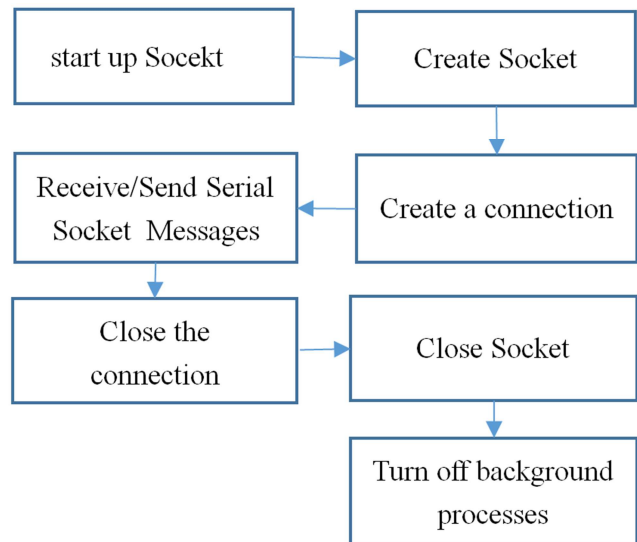 start up Socekt
Create Socket
Create a connection
Receive/Send Serial
Socket Messages
Close the
connection
Close Socket
Turn off background
processes